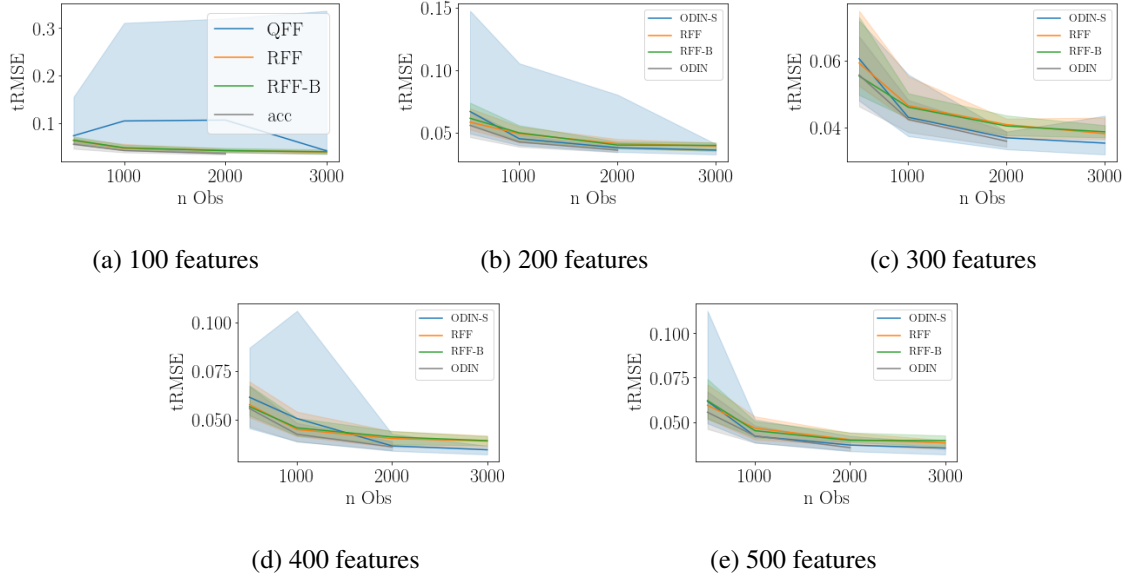 tRMSE
0.3
0.2
0.1
QFF
RFF
RFF-B
acc
1000
2000
3000
n Obs
(a) 100 features
tRMSE
0.15
0.10
0.05
ODIN-S
RFF
RFF-B
ODIN
1000
2000
3000
n Obs
(b) 200 features
tRMSE
0.06
0.04
ODIN-S
RFF
RFF-B
ODIN
1000
2000
3000
n Obs
(c) 300 features
tRMSE
0.100
0.075
0.050
ODIN-S
RFF
RFF-B
ODIN
1000
2000
3000
n Obs
(d) 400 features
tRMSE
0.100
0.075
0.050
ODIN-S
RFF
RFF-B
ODIN
1000
2000
3000
n Obs
(e) 500 features